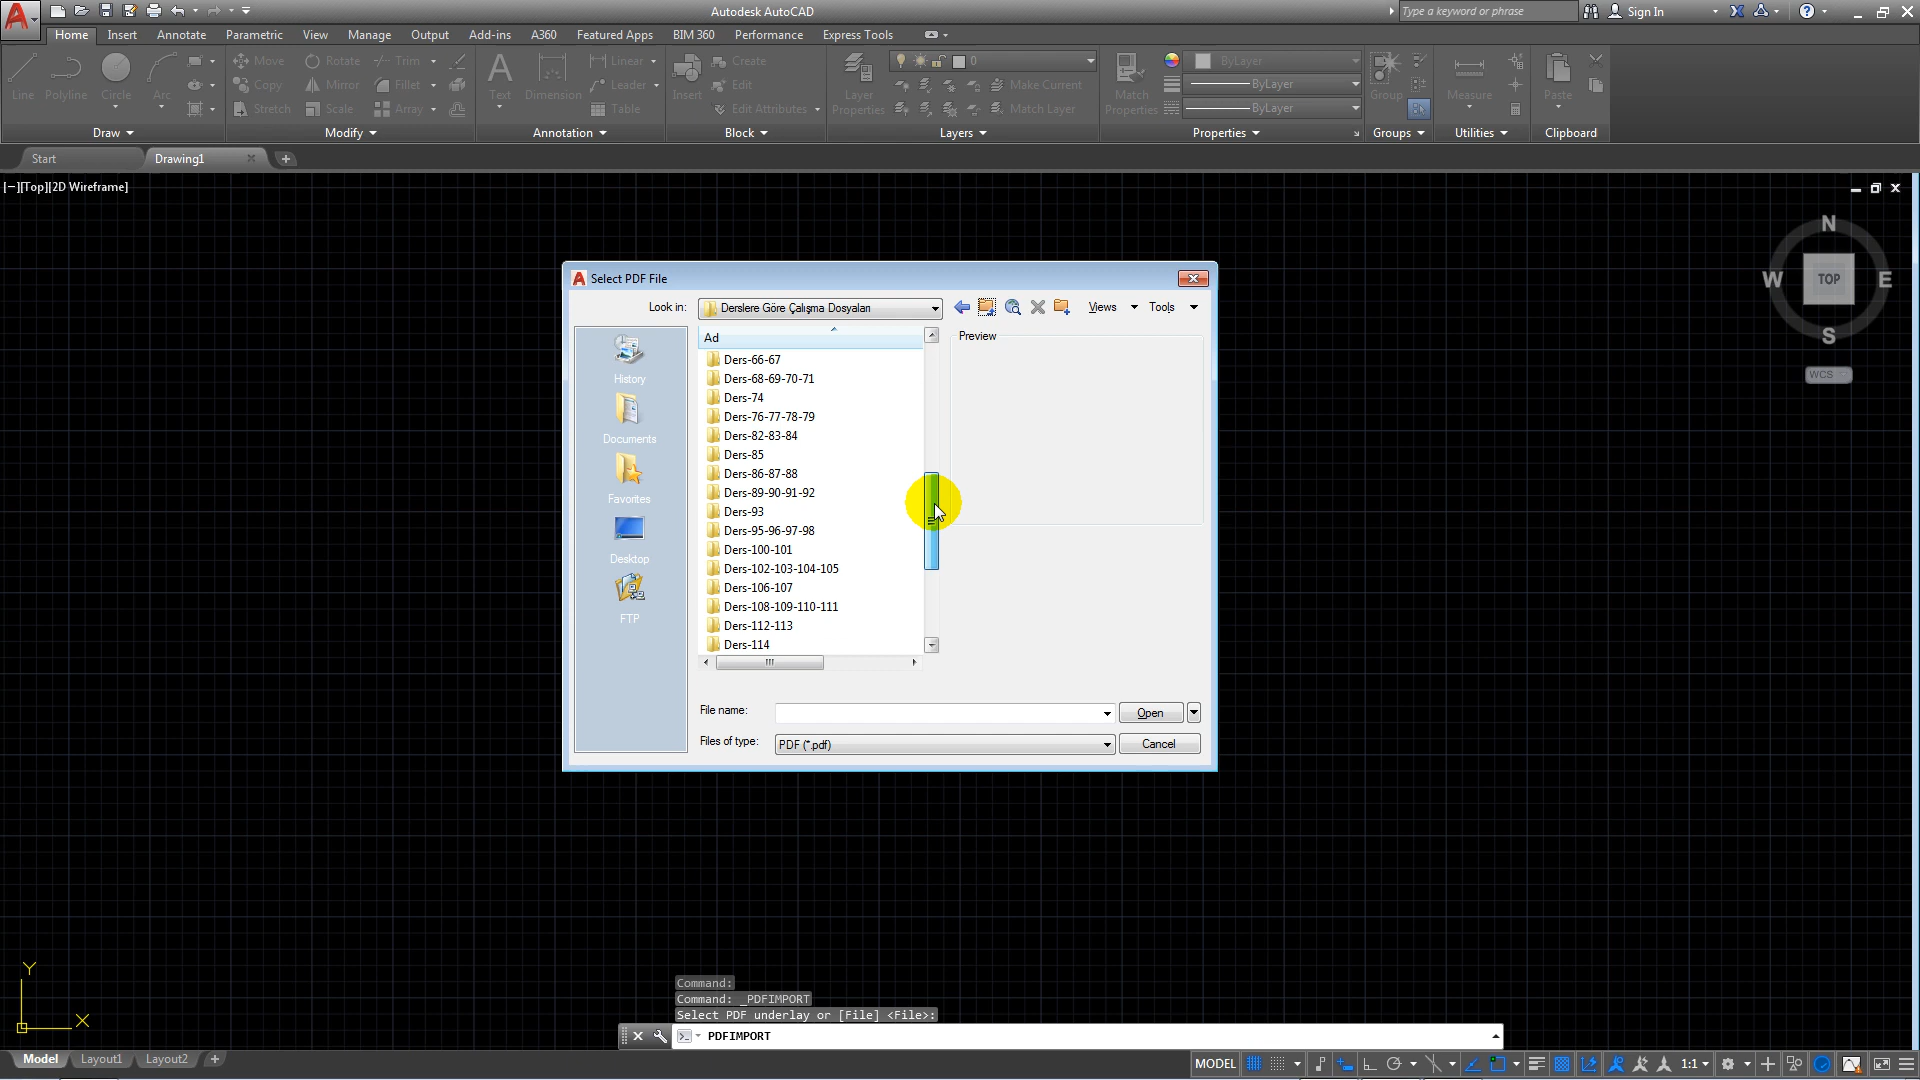 Autodesk AutoCAD
Type a keyword or phrase
Sign In
Home Insert Annotate Parametric View Manage Output Add-ins A360 Featured Apps BIM 360 Performance Express Tools
Line Polyline Circle Arc
Move Rotate Trim
Copy Mirror Fillet
Stretch Scale Array
Text Dimension
Linear
Leader
Table
Insert
Create
Edit
Edit Attributes
Layer Properties
0
Make Current
Match Layer
Match Properties
ByLayer
ByLayer
ByLayer
Group
Measure
Paste
Draw Modify Annotation Block Layers Properties Groups Utilities Clipboard
Start Drawing1
[−][Top][2D Wireframe]
N
W TOP E
S
WCS
Select PDF File
Look in: Derslere Göre Çalışma Dosyaları
Views Tools
Ad
Preview
History
Documents
Favorites
Desktop
FTP
Ders-66-67
Ders-68-69-70-71
Ders-74
Ders-76-77-78-79
Ders-82-83-84
Ders-85
Ders-86-87-88
Ders-89-90-91-92
Ders-93
Ders-95-96-97-98
Ders-100-101
Ders-102-103-104-105
Ders-106-107
Ders-108-109-110-111
Ders-112-113
Ders-114
File name: Open
Files of type: PDF (*.pdf) Cancel
Y
X
Command:
Command: _PDFIMPORT
Select PDF underlay or [File] <File>:
PDFIMPORT
Model Layout1 Layout2
MODEL 1:1